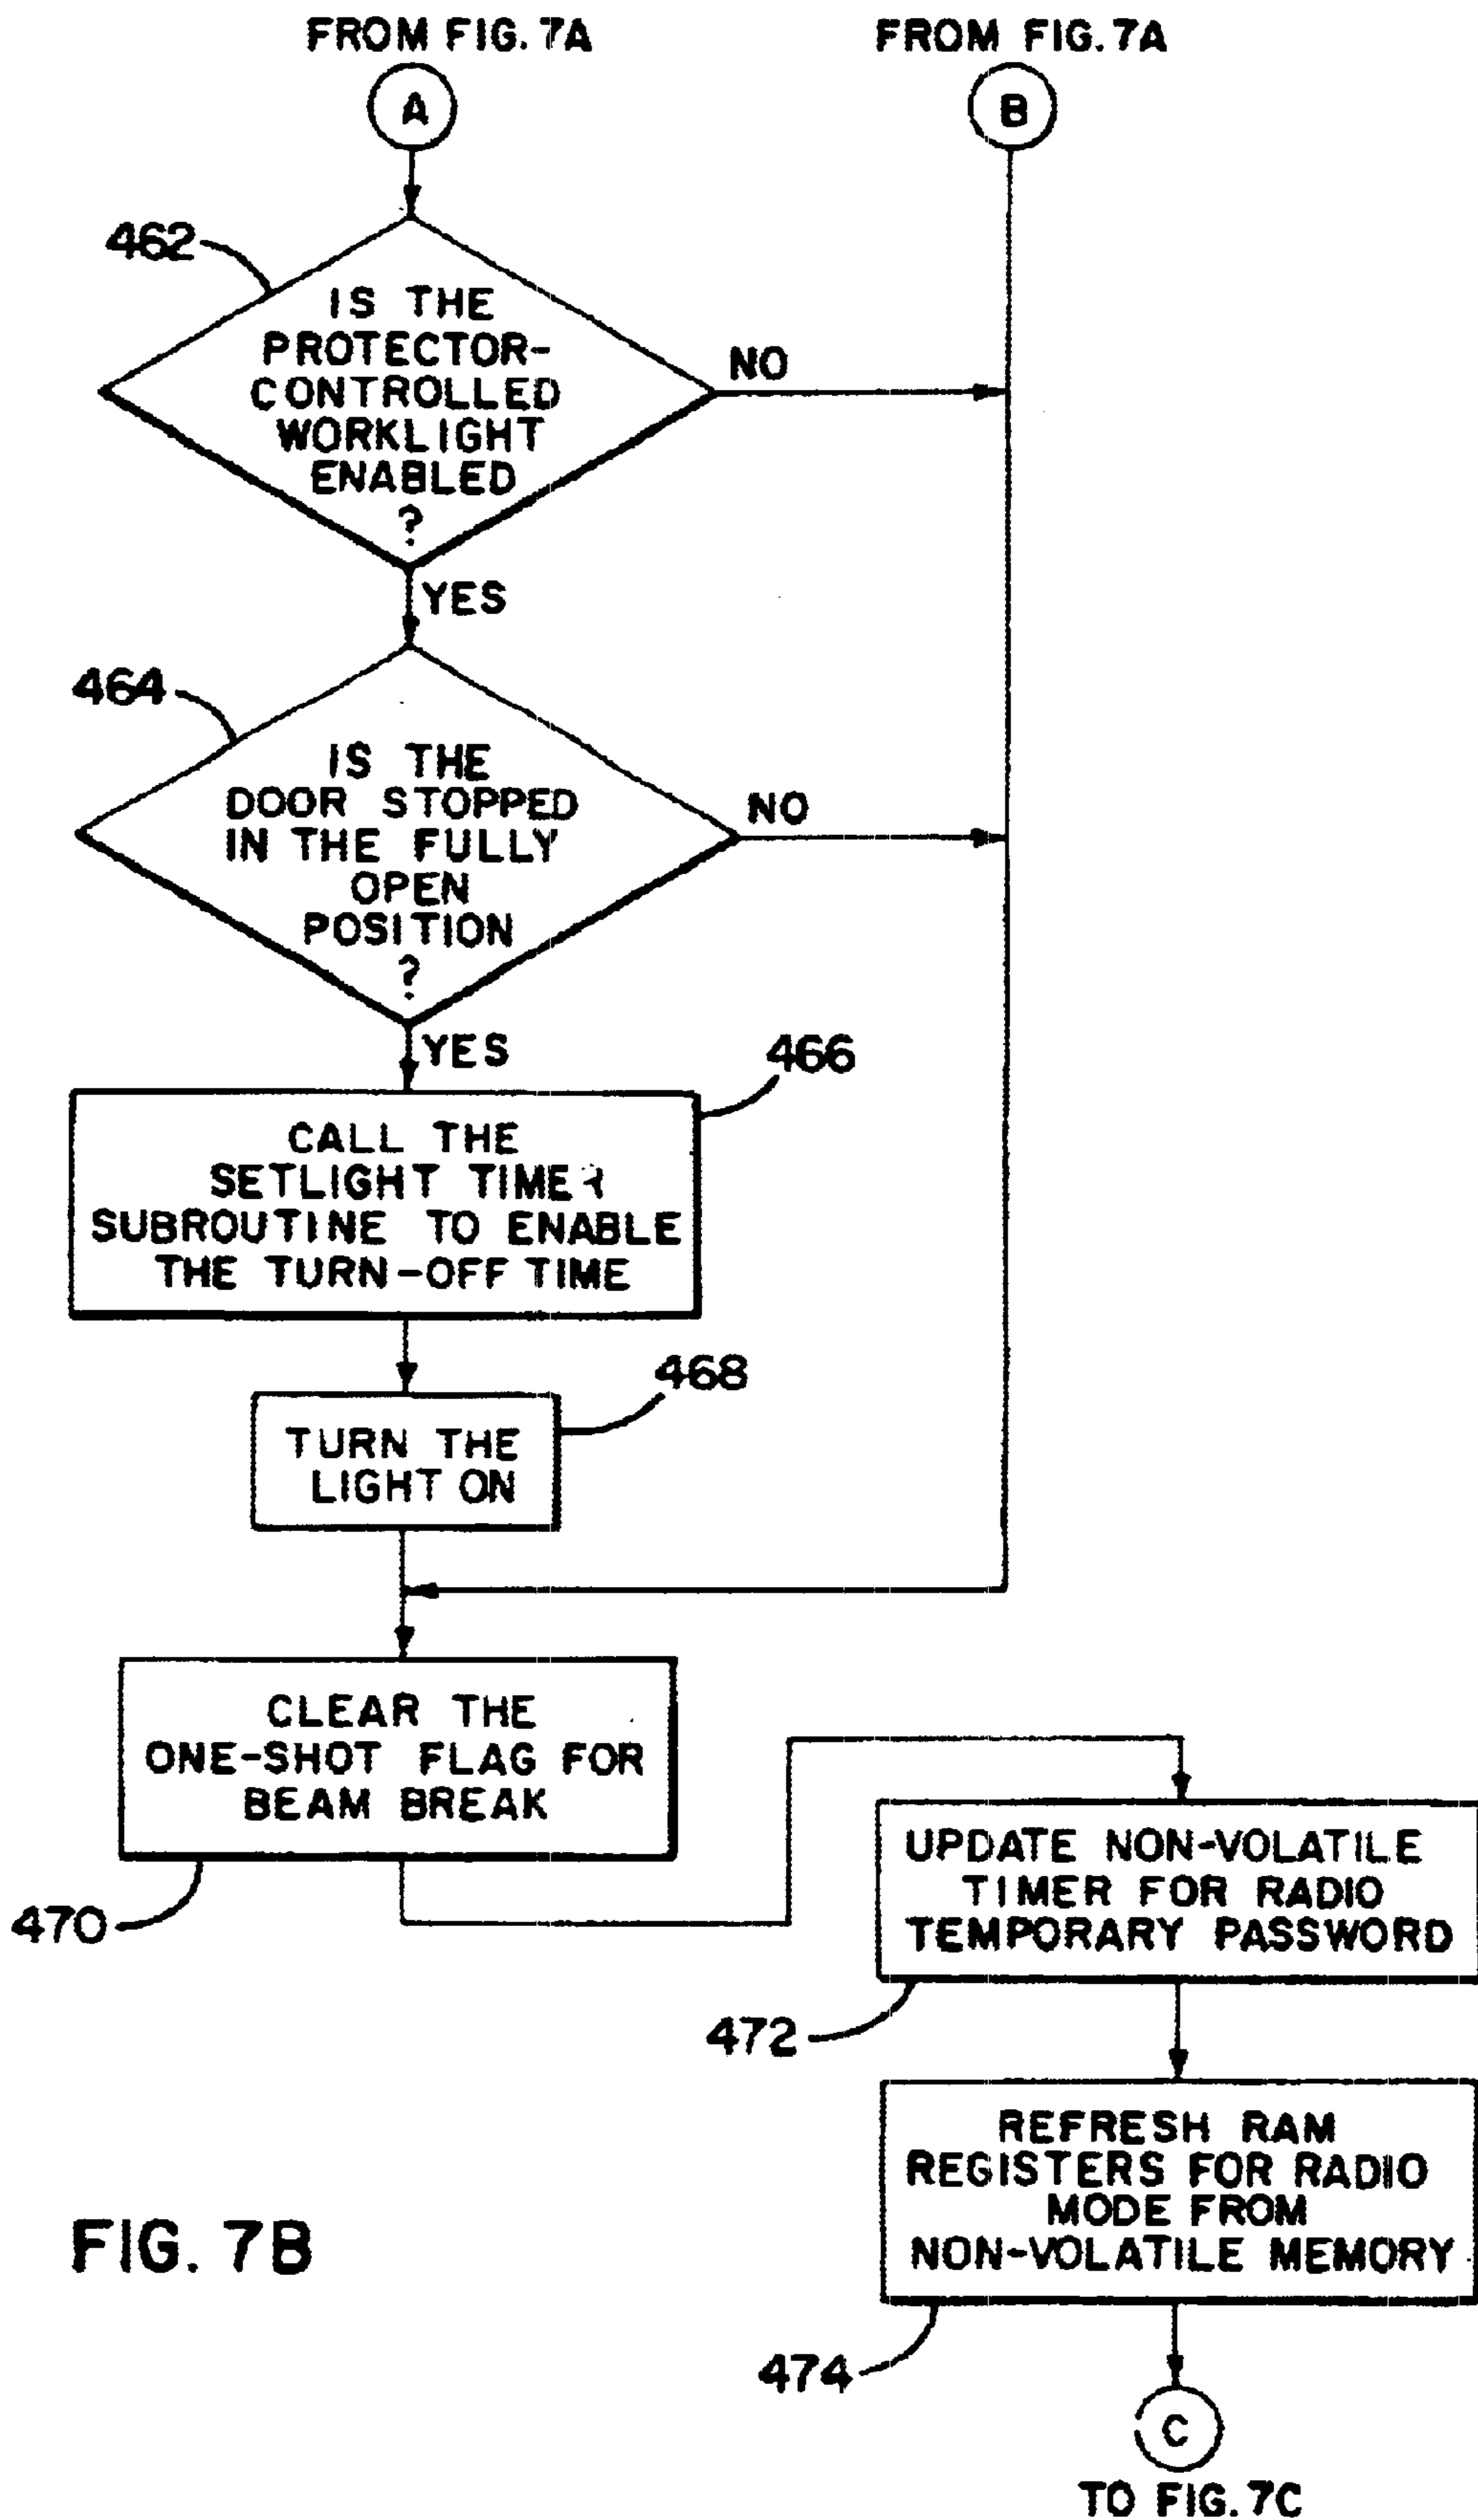 FROM FIG. 7A
A
FROM FIG. 7A
B
462
IS THE
PROTECTOR-
CONTROLLED
WORKLIGHT
ENABLED
?
NO
YES
464
IS THE
DOOR STOPPED
IN THE FULLY
OPEN
POSITION
?
NO
YES
466
CALL THE
SETLIGHT TIMER
SUBROUTINE TO ENABLE
THE TURN-OFF TIME
468
TURN THE
LIGHT ON
CLEAR THE
ONE-SHOT FLAG FOR
BEAM BREAK
470
UPDATE NON-VOLATILE
TIMER FOR RADIO
TEMPORARY PASSWORD
472
REFRESH RAM
REGISTERS FOR RADIO
MODE FROM
NON-VOLATILE MEMORY
474
C
TO FIG. 7C
FIG. 7B